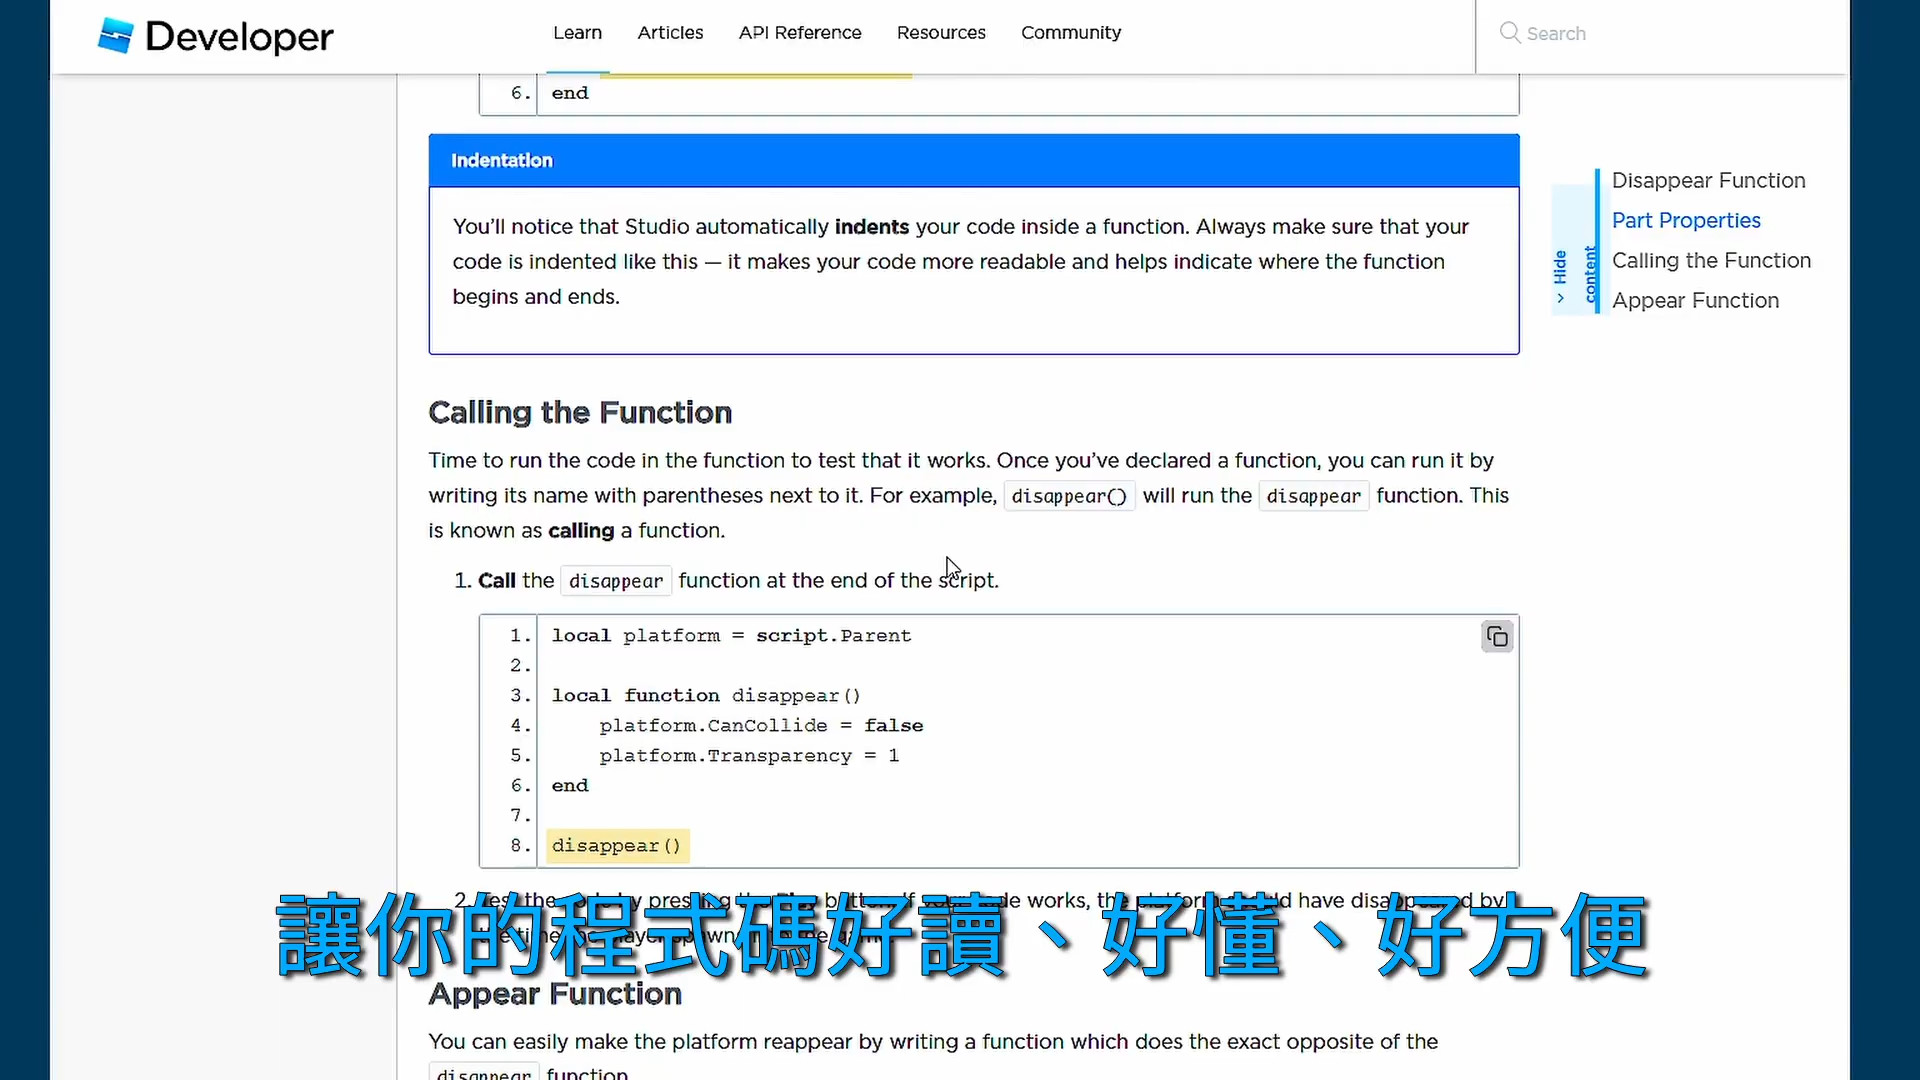 Developer
Learn Articles API Reference Resources Community
Search
6. end
Indentation
You'll notice that Studio automatically indents your code inside a function. Always make sure that your
code is indented like this — it makes your code more readable and helps indicate where the function
begins and ends.
Hide content
Disappear Function
Part Properties
Calling the Function
Appear Function
Calling the Function
Time to run the code in the function to test that it works. Once you've declared a function, you can run it by
writing its name with parentheses next to it. For example, disappear() will run the disappear function. This
is known as calling a function.
1. Call the disappear function at the end of the script.
1. local platform = script.Parent
2.
3. local function disappear()
4. platform.CanCollide = false
5. platform.Transparency = 1
6. end
7.
8. disappear()
2. works, the have by
讓你的程式碼好讀、好懂、好方便
Appear Function
You can easily make the platform reappear by writing a function which does the exact opposite of the
disappear function.